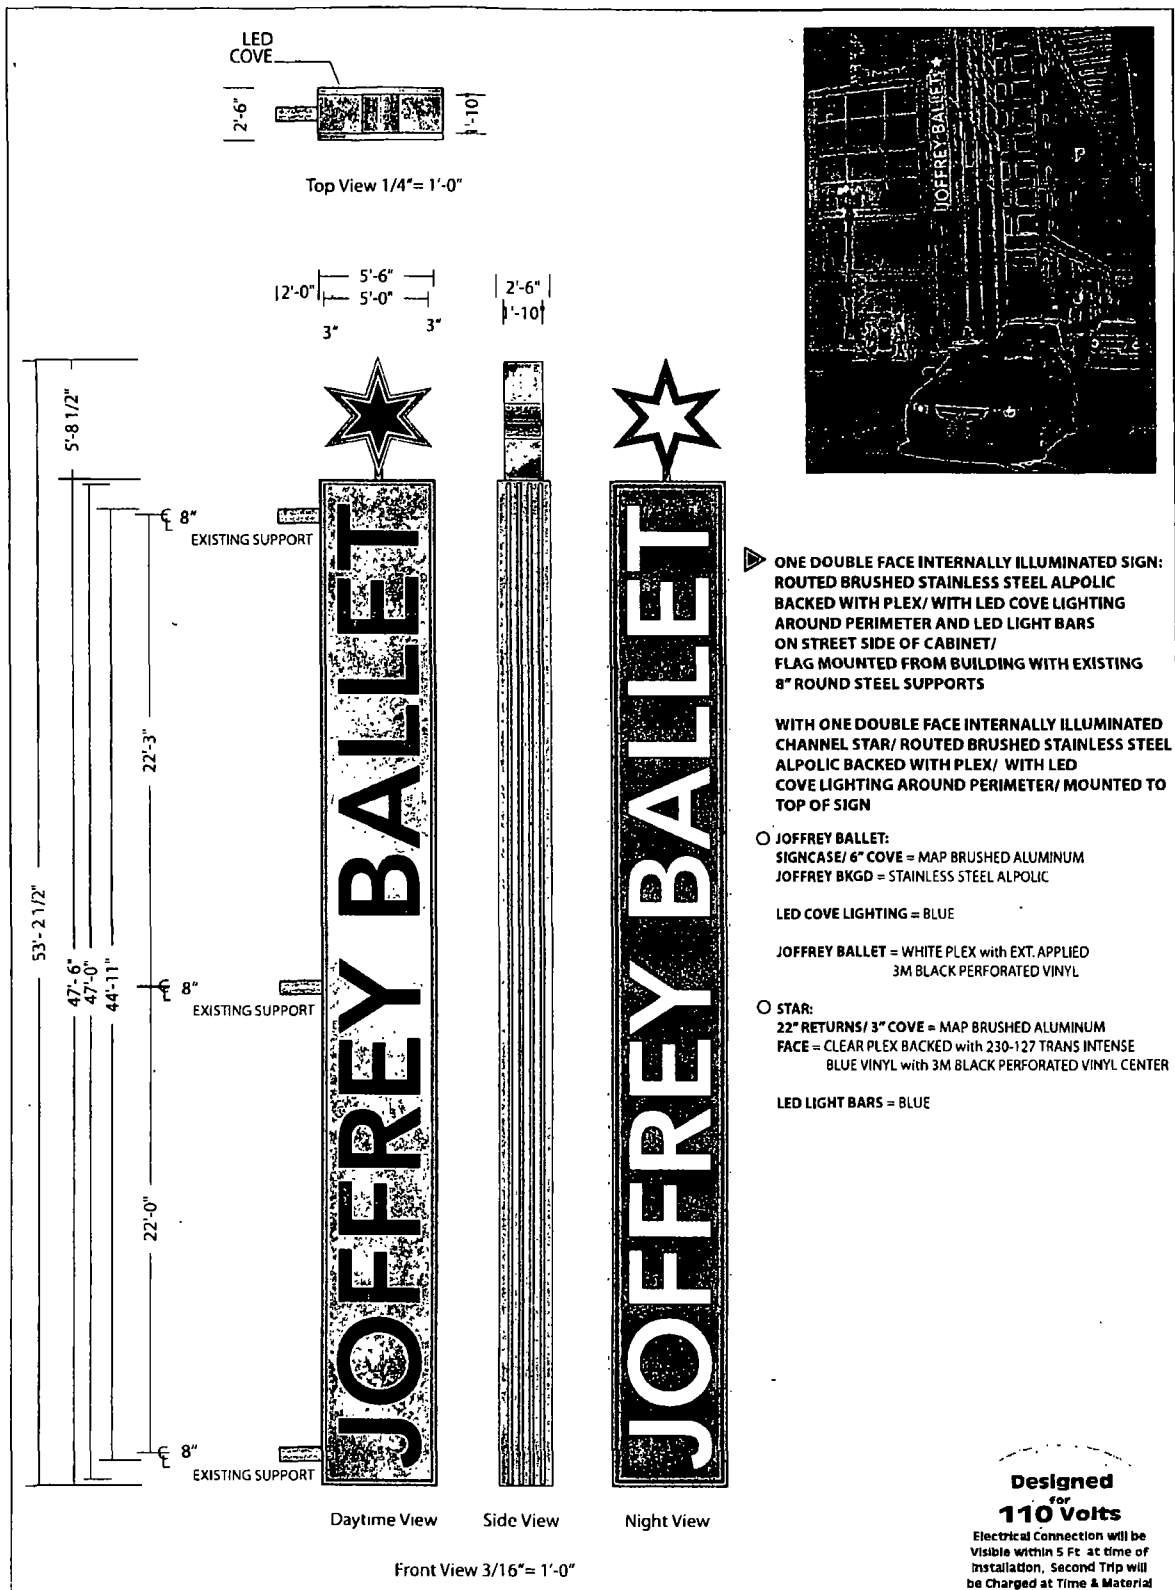 LED
COVE
2'-6"
1'-10
Top View 1/4"= 1'-0"
JOFFREY BALLET
5'-6"
2'-0"
5'-0"
3"
3"
2'-6"
1'-10"
5'-8 1/2"
53'- 2 1/2"
47'- 6"
47'-0"
44'-11"
22'-3"
22'-0"
℄ 8"
EXISTING SUPPORT
℄ 8"
EXISTING SUPPORT
℄ 8"
EXISTING SUPPORT
JOFFREY BALLET
JOFFREY BALLET
Daytime View
Side View
Night View
Front View 3/16"= 1'-0"
ONE DOUBLE FACE INTERNALLY ILLUMINATED SIGN:
ROUTED BRUSHED STAINLESS STEEL ALPOLIC
BACKED WITH PLEX/ WITH LED COVE LIGHTING
AROUND PERIMETER AND LED LIGHT BARS
ON STREET SIDE OF CABINET/
FLAG MOUNTED FROM BUILDING WITH EXISTING
8" ROUND STEEL SUPPORTS
WITH ONE DOUBLE FACE INTERNALLY ILLUMINATED
CHANNEL STAR/ ROUTED BRUSHED STAINLESS STEEL
ALPOLIC BACKED WITH PLEX/ WITH LED
COVE LIGHTING AROUND PERIMETER/ MOUNTED TO
TOP OF SIGN
JOFFREY BALLET:
SIGNCASE/ 6" COVE = MAP BRUSHED ALUMINUM
JOFFREY BKGD = STAINLESS STEEL ALPOLIC
LED COVE LIGHTING = BLUE
JOFFREY BALLET = WHITE PLEX with EXT. APPLIED
3M BLACK PERFORATED VINYL
STAR:
22" RETURNS/ 3" COVE = MAP BRUSHED ALUMINUM
FACE = CLEAR PLEX BACKED with 230-127 TRANS INTENSE
BLUE VINYL with 3M BLACK PERFORATED VINYL CENTER
LED LIGHT BARS = BLUE
Designed
for
110 Volts
Electrical Connection will be
Visible within 5 Ft at time of
Installation, Second Trip will
be Charged at Time & Material